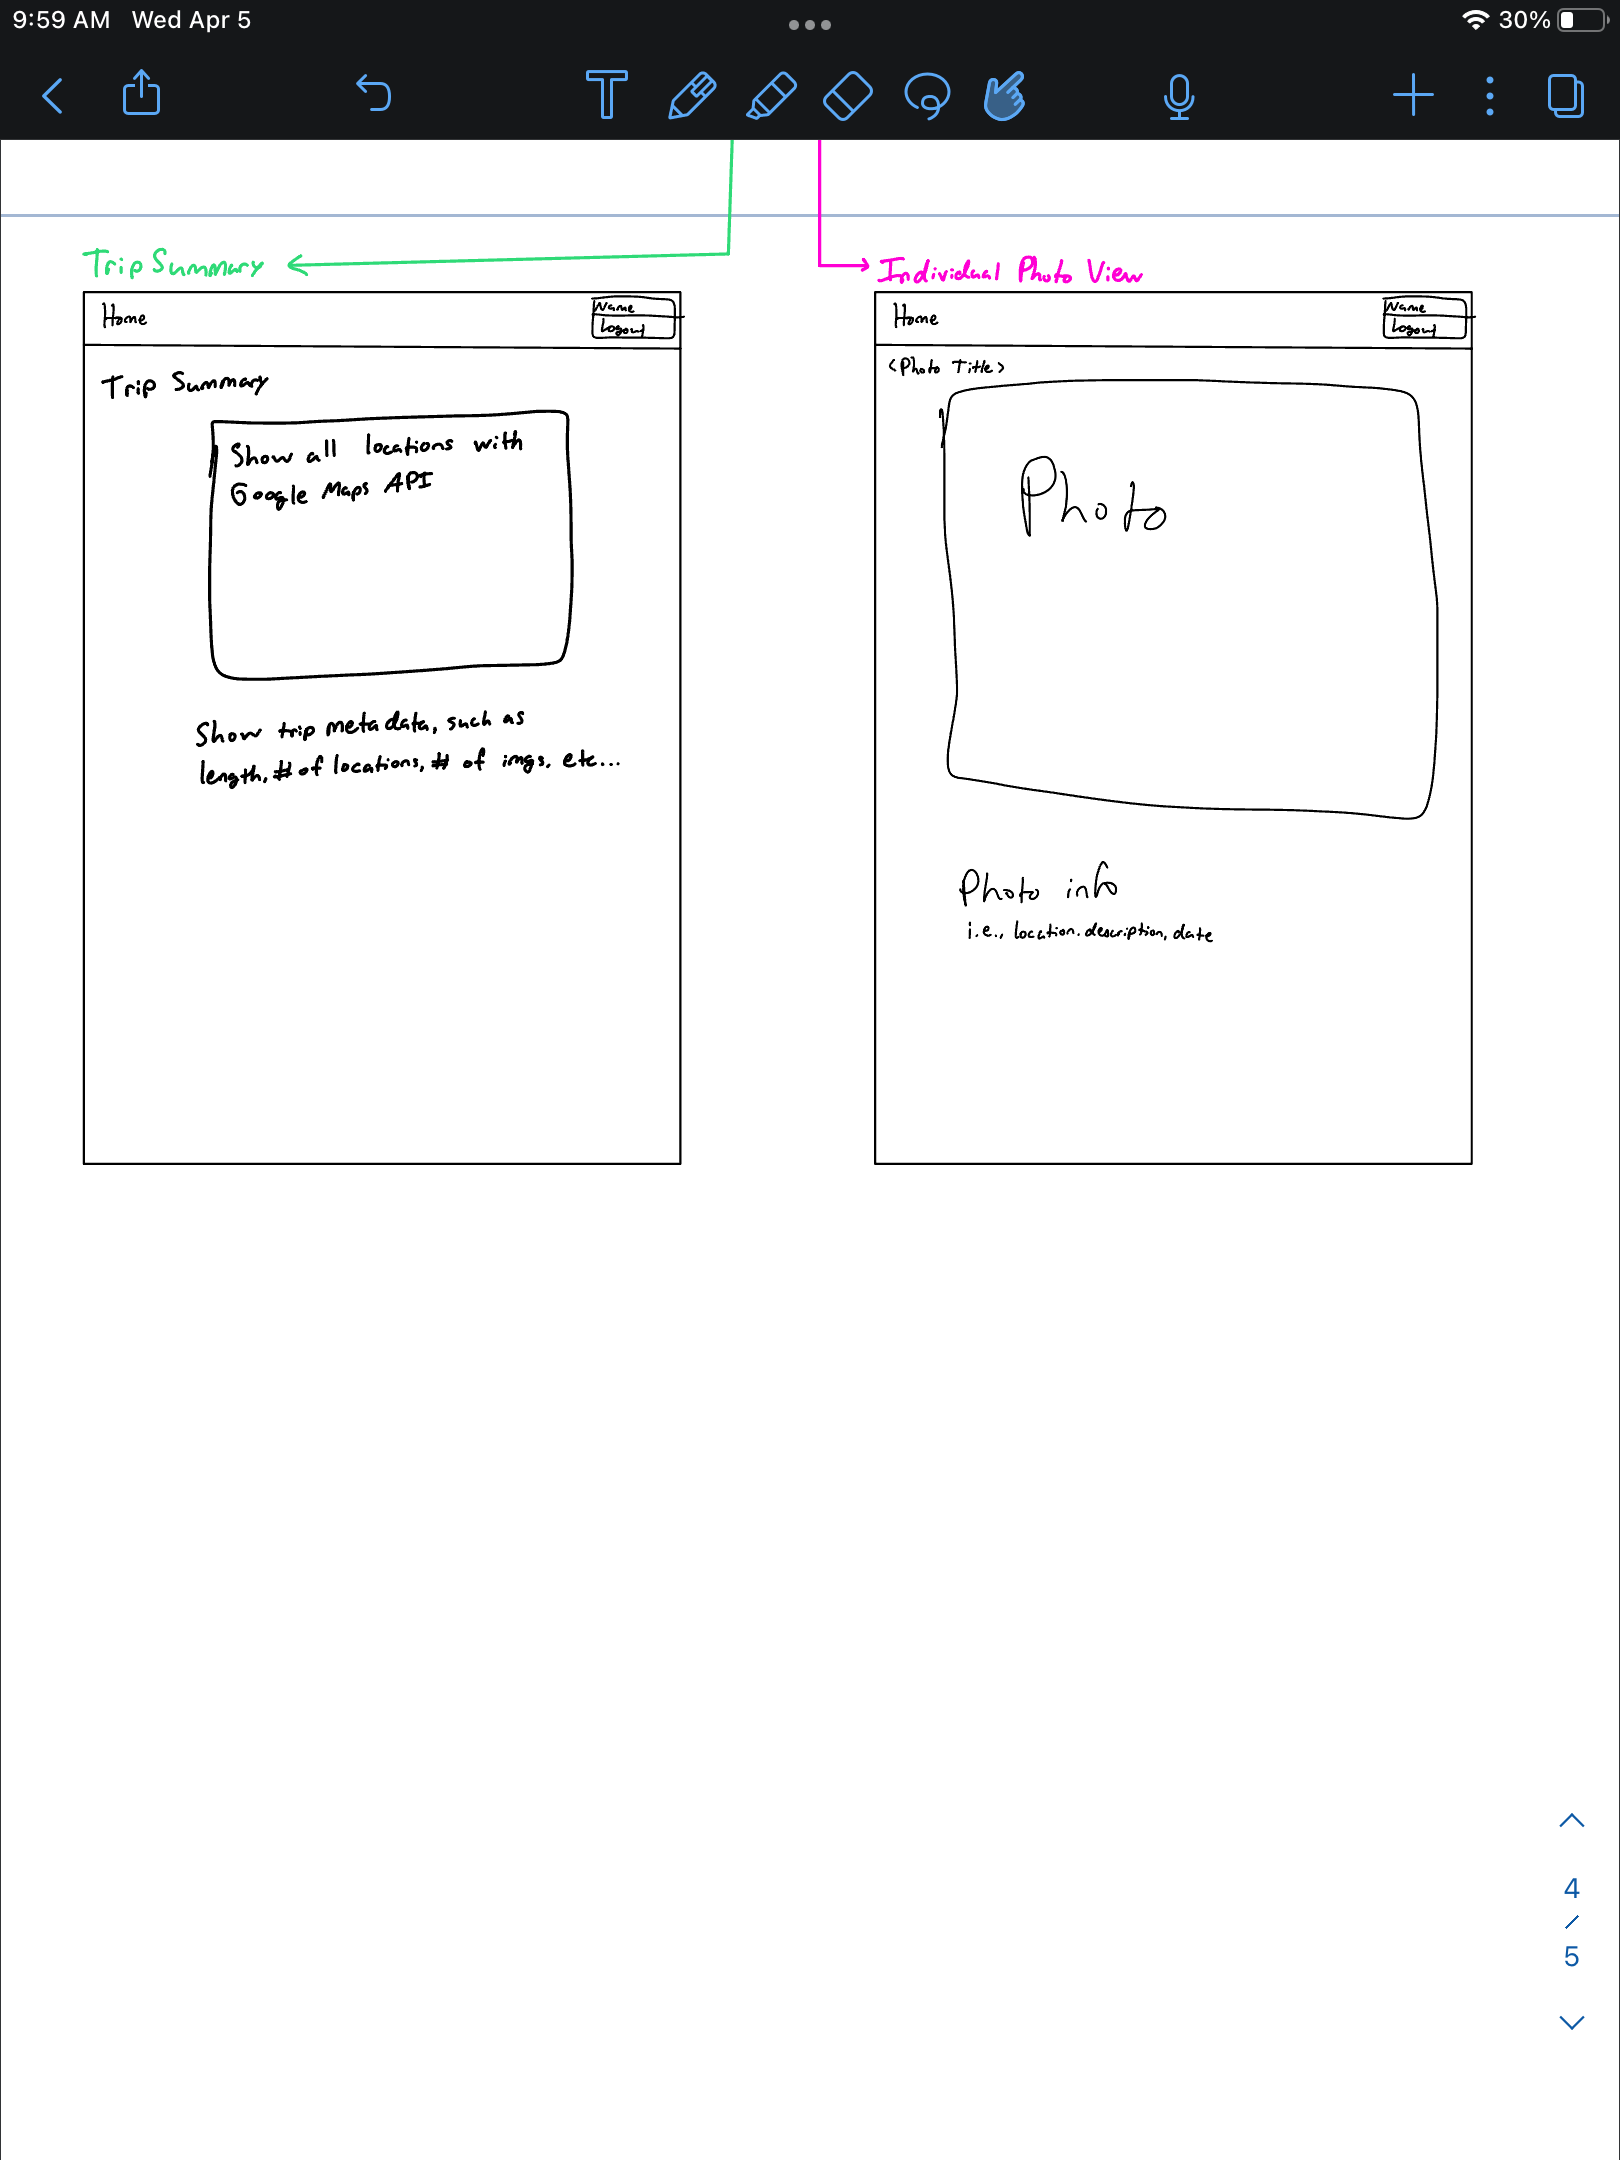 9:59 AM Wed Apr 5
30%
Trip Summary
Home
Name
Logout
Trip Summary
Show all locations with
Google Maps API
Show trip metadata, such as
length, # of locations, # of imgs, etc...
Individual Photo View
Home
Name
Logout
<Photo Title>
Photo
Photo info
i.e., location, description, date
4
/
5